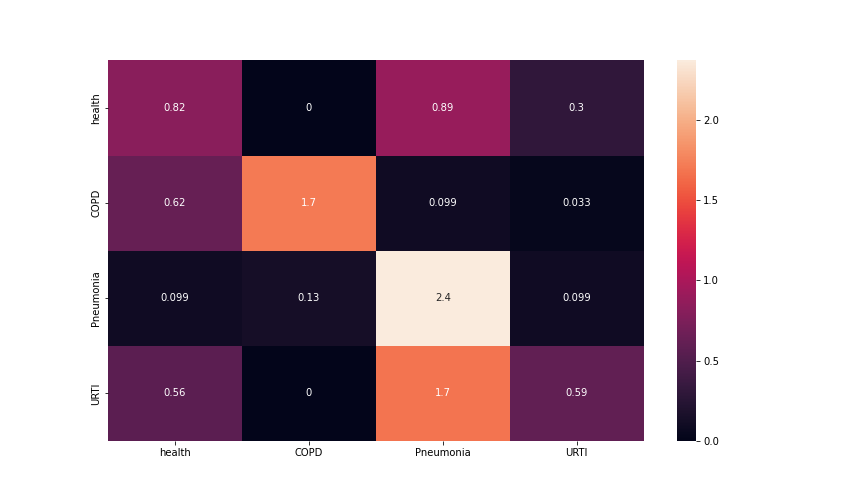 health 0.82 0 0.89 0.3
COPD 0.62 1.7 0.099 0.033
Pneumonia 0.099 0.13 2.4 0.099
URTI 0.56 0 1.7 0.59
health COPD Pneumonia URTI
2.0
1.5
1.0
0.5
0.0